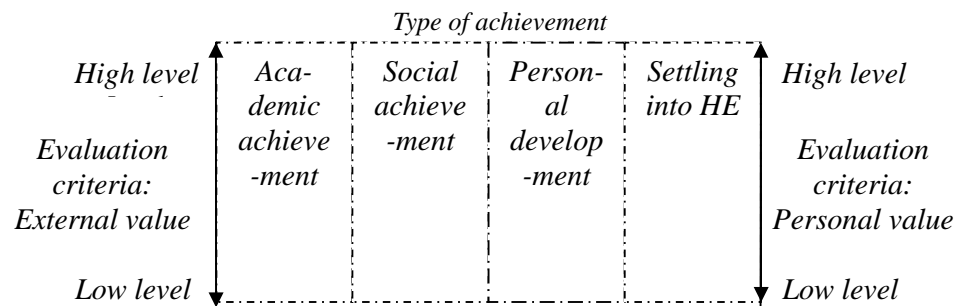 Type of achievement
High level
Evaluation
criteria:
External value
Low level
Aca-
demic
achieve
-ment
Social
achieve
-ment
Person-
al
develop
-ment
Settling
into HE
High level
Evaluation
criteria:
Personal value
Low level